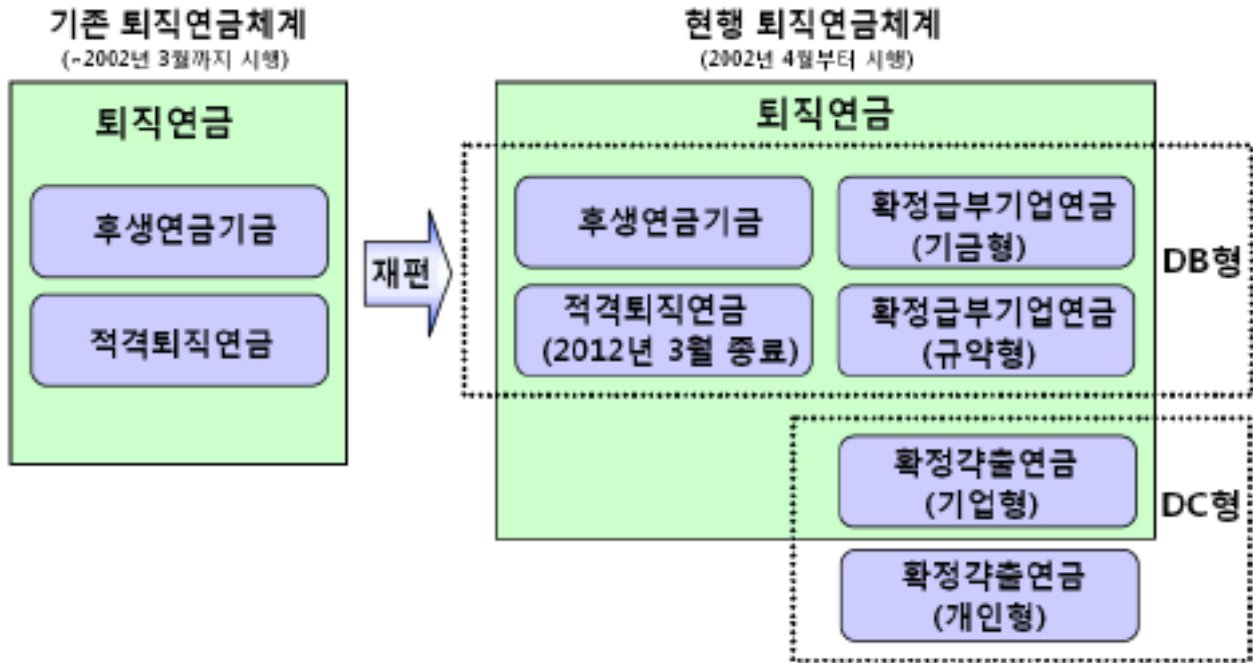 기존 퇴직연금체계
(~2002년 3월까지 시행)
퇴직연금
후생연금기금
적격퇴직연금
재편
현행 퇴직연금체계
(2002년 4월부터 시행)
퇴직연금
후생연금기금
확정급부기업연금
(기금형)
적격퇴직연금
(2012년 3월 종료)
확정급부기업연금
(규약형)
DB형
확정갹출연금
(기업형)
DC형
확정갹출연금
(개인형)